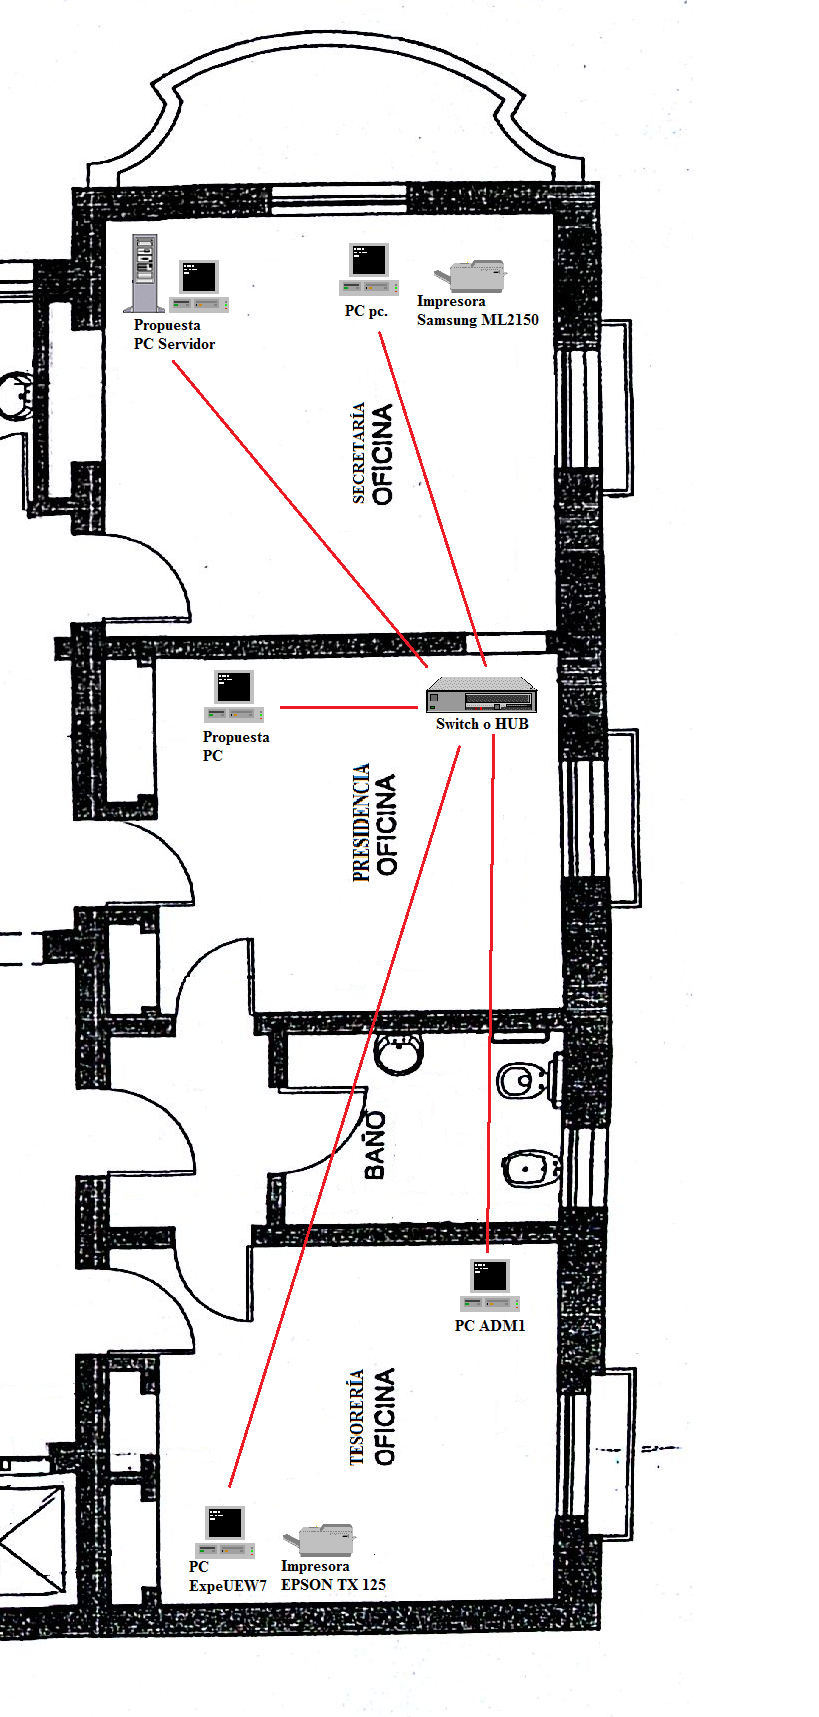 Propuesta
PC Servidor
PC pc.
Impresora
Samsung ML2150
SECRETARÍA
OFICINA
Propuesta
PC
Switch o HUB
PRESIDENCIA
OFICINA
BAÑO
PC ADM1
TESORERÍA
OFICINA
PC
ExpeUEW7
Impresora
EPSON TX 125